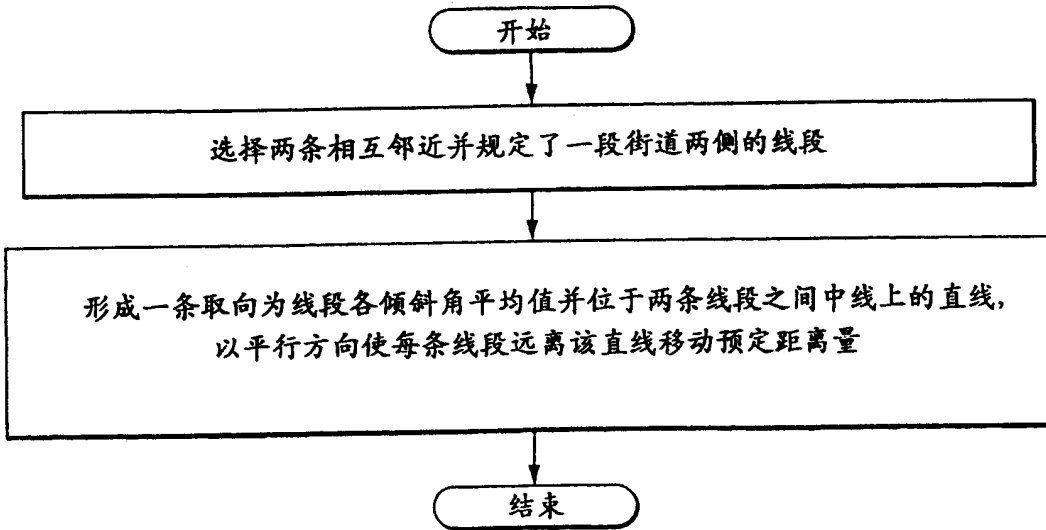 开始
选择两条相互邻近并规定了一段街道两侧的线段
形成一条取向为线段各倾斜角平均值并位于两条线段之间中线上的直线，
以平行方向使每条线段远离该直线移动预定距离量
结束